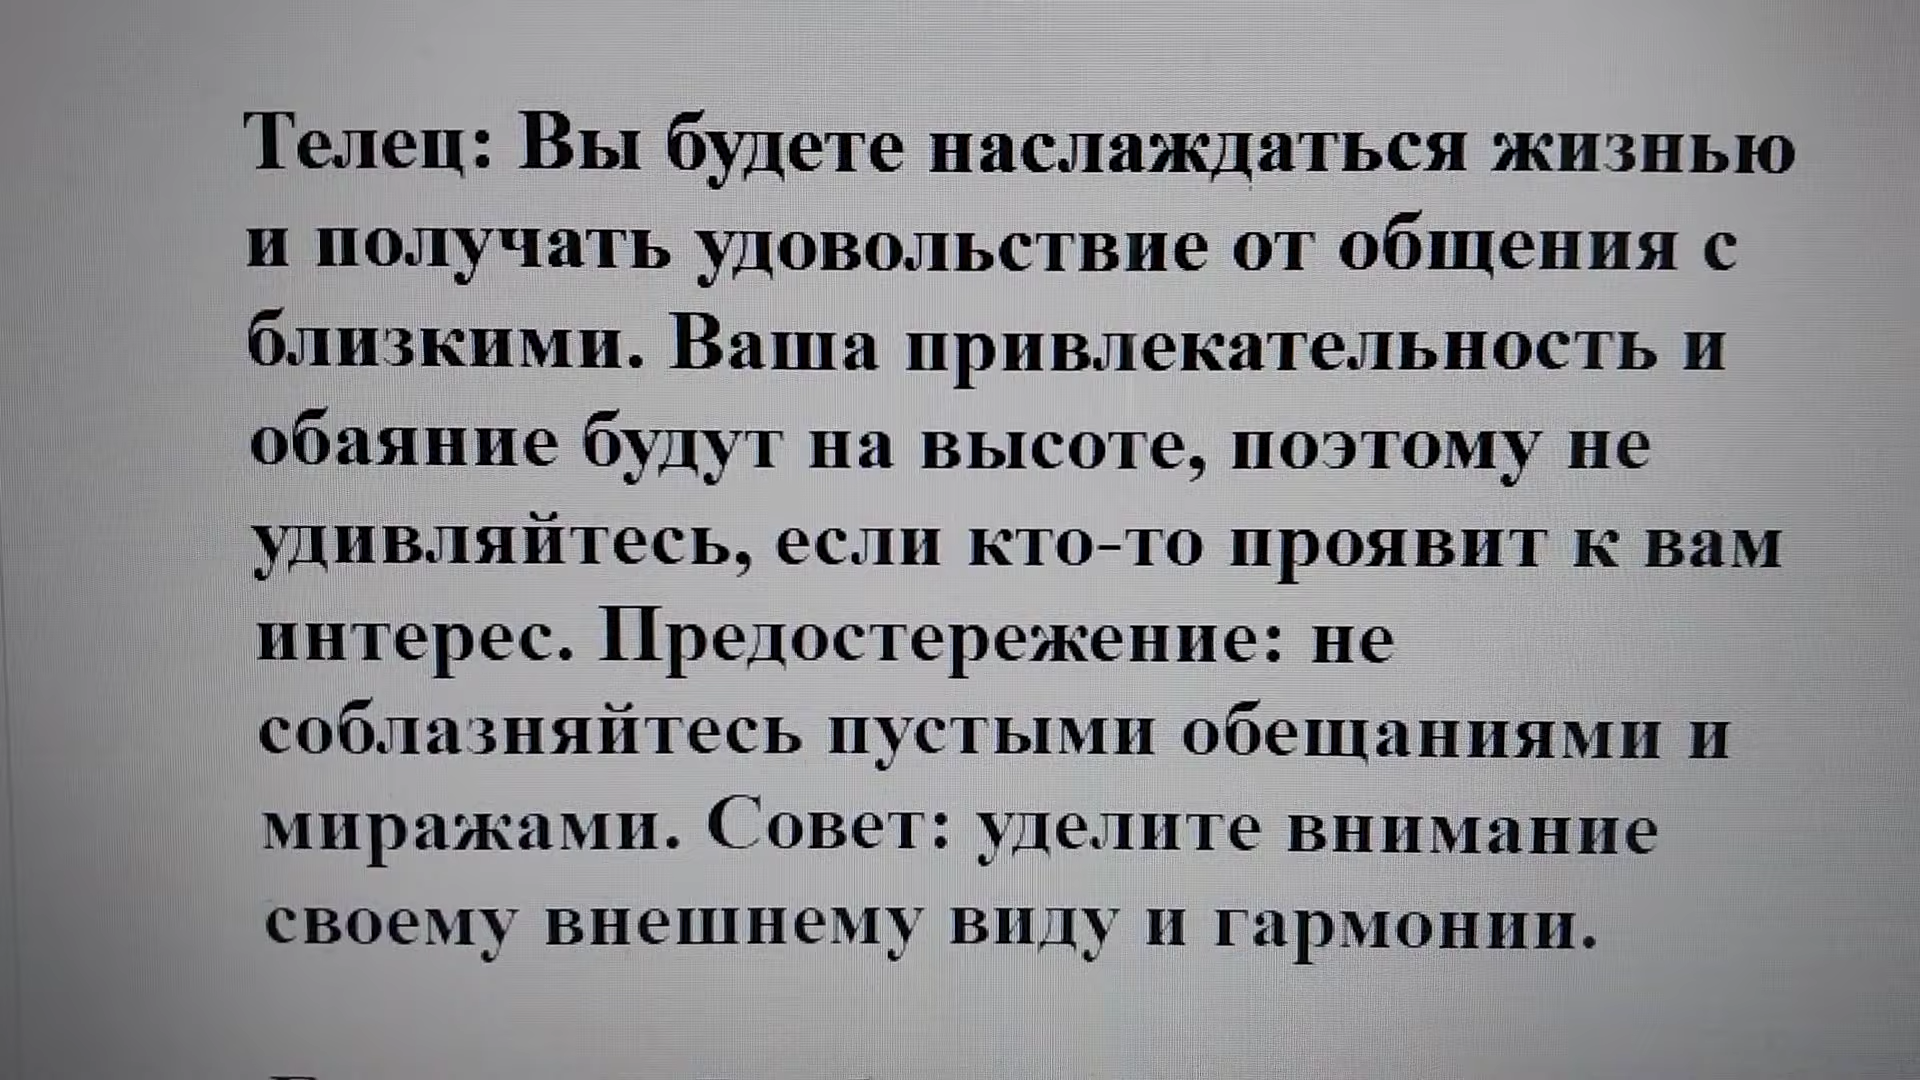 Телец: Вы будете наслаждаться жизнью
и получать удовольствие от общения с
близкими. Ваша привлекательность и
обаяние будут на высоте, поэтому не
удивляйтесь, если кто-то проявит к вам
интерес. Предостережение: не
соблазняйтесь пустыми обещаниями и
миражами. Совет: уделите внимание
своему внешнему виду и гармонии.